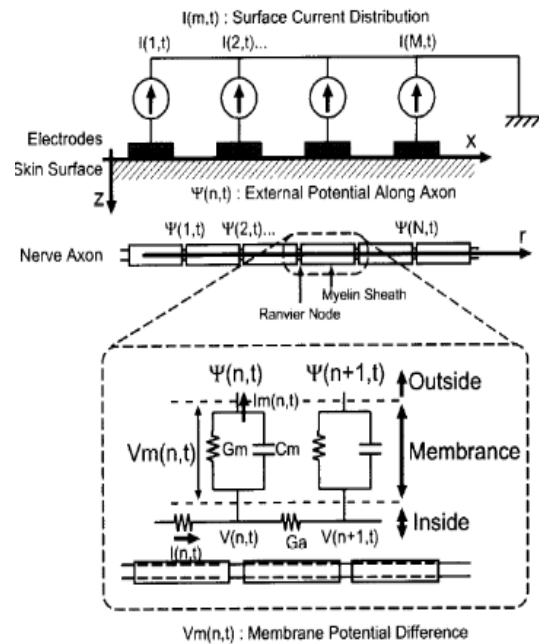 I(m,t) : Surface Current Distribution
I(1,t) I(2,t)... I(M,t)
Electrodes
X
Skin Surface
Ψ(n,t) : External Potential Along Axon
Z
Ψ(1,t) Ψ(2,t)... Ψ(N,t)
r
Nerve Axon
Myelin Sheath
Ranvier Node
Ψ(n,t) Ψ(n+1,t)
Outside
Im(n,t)
Vm(n,t) Gm Cm Membrance
V(n,t) Ga V(n+1,t) Inside
I(n,t)
Vm(n,t) : Membrane Potential Difference